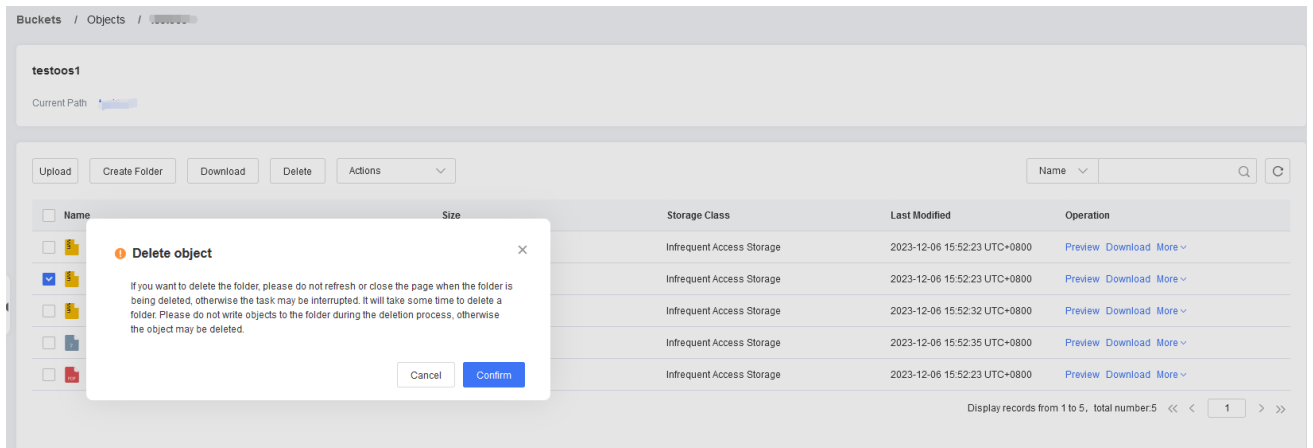 Buckets / Objects /
testoos1
Current Path
Upload Create Folder Download Delete Actions Name
Name Size Storage Class Last Modified Operation
Infrequent Access Storage 2023-12-06 15:52:23 UTC+0800 Preview Download More
Infrequent Access Storage 2023-12-06 15:52:23 UTC+0800 Preview Download More
Infrequent Access Storage 2023-12-06 15:52:32 UTC+0800 Preview Download More
Infrequent Access Storage 2023-12-06 15:52:35 UTC+0800 Preview Download More
PDF Infrequent Access Storage 2023-12-06 15:52:23 UTC+0800 Preview Download More
Delete object
If you want to delete the folder, please do not refresh or close the page when the folder is
being deleted, otherwise the task may be interrupted. It will take some time to delete a
folder. Please do not write objects to the folder during the deletion process, otherwise
the object may be deleted.
Cancel Confirm
Display records from 1 to 5, total number:5 1